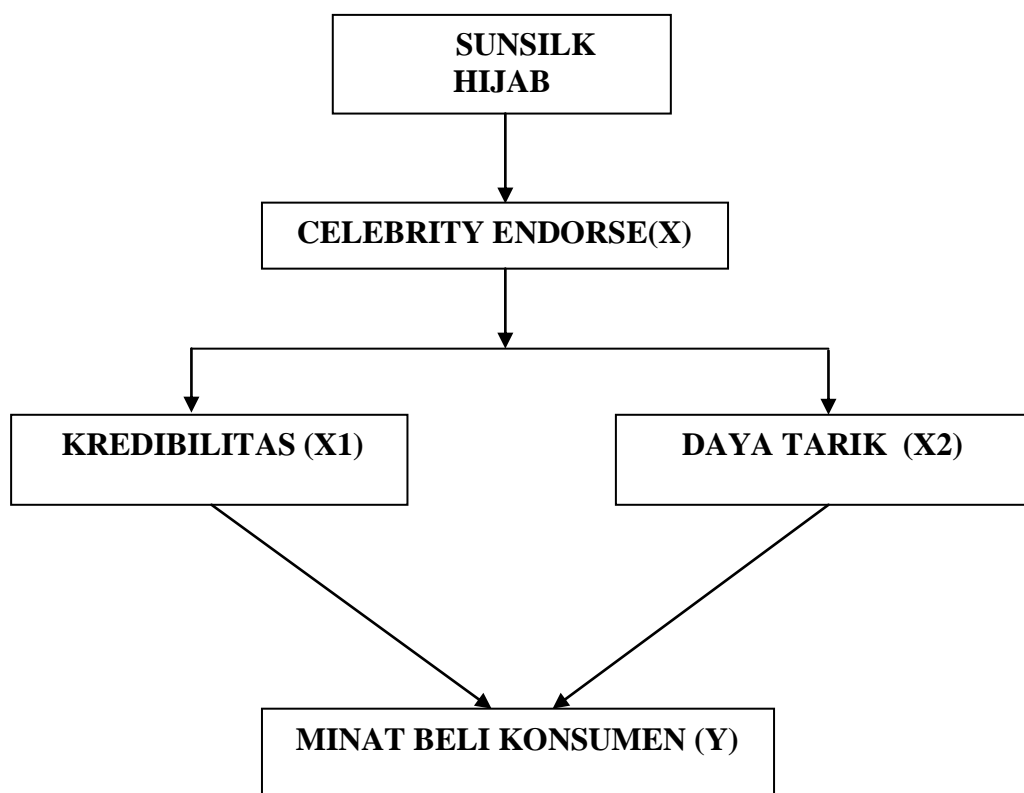 SUNSILK
HIJAB
CELEBRITY ENDORSE(X)
KREDIBILITAS (X1)
DAYA TARIK (X2)
MINAT BELI KONSUMEN (Y)